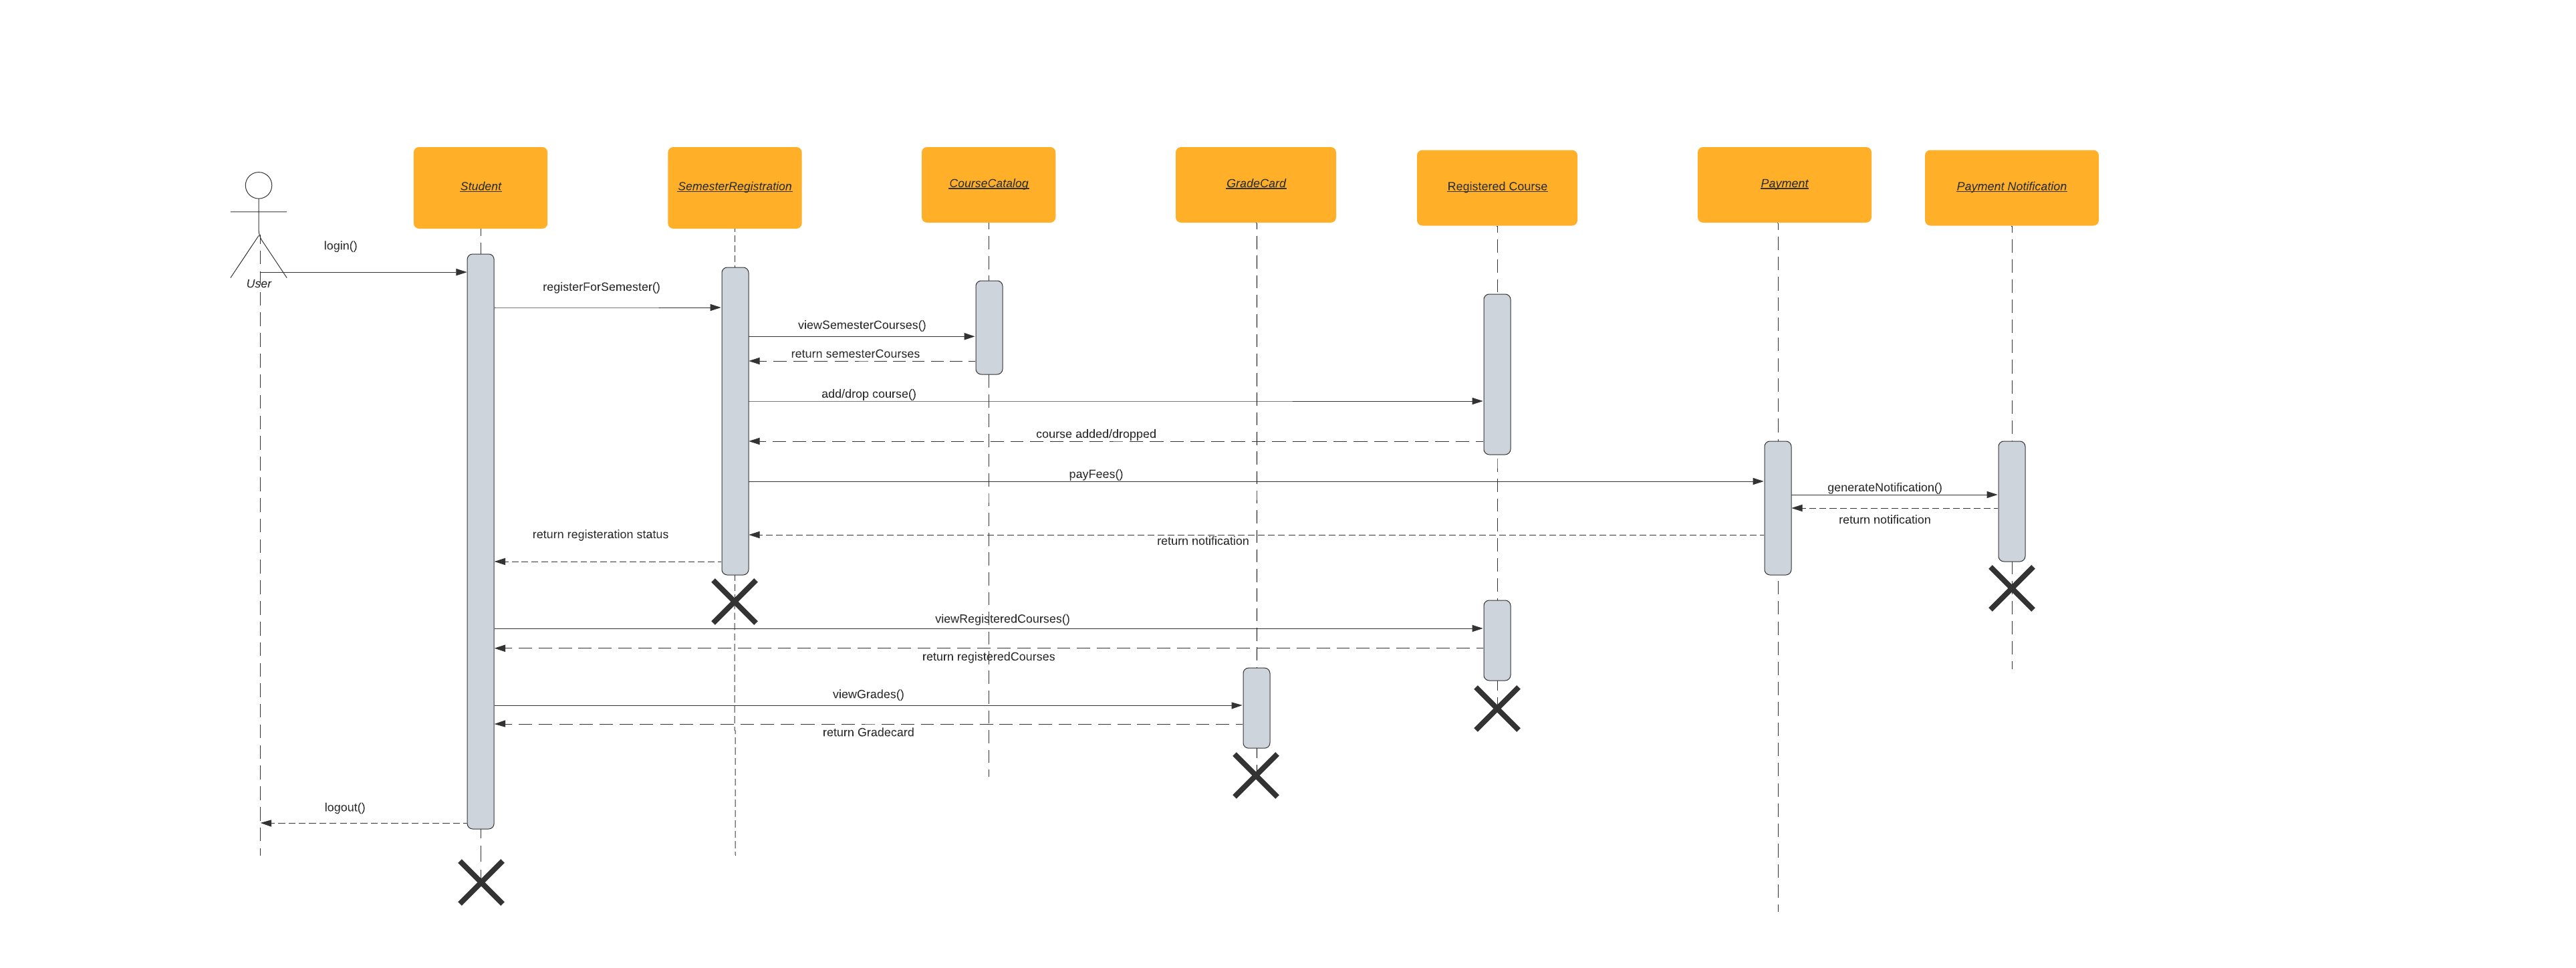 Student
SemesterRegistration
CourseCatalog
GradeCard
Registered Course
Payment
Payment Notification
login()
User
registerForSemester()
viewSemesterCourses()
return semesterCourses
add/drop course()
course added/dropped
payFees()
generateNotification()
return notification
return registeration status
return notification
viewRegisteredCourses()
return registeredCourses
viewGrades()
return Gradecard
logout()